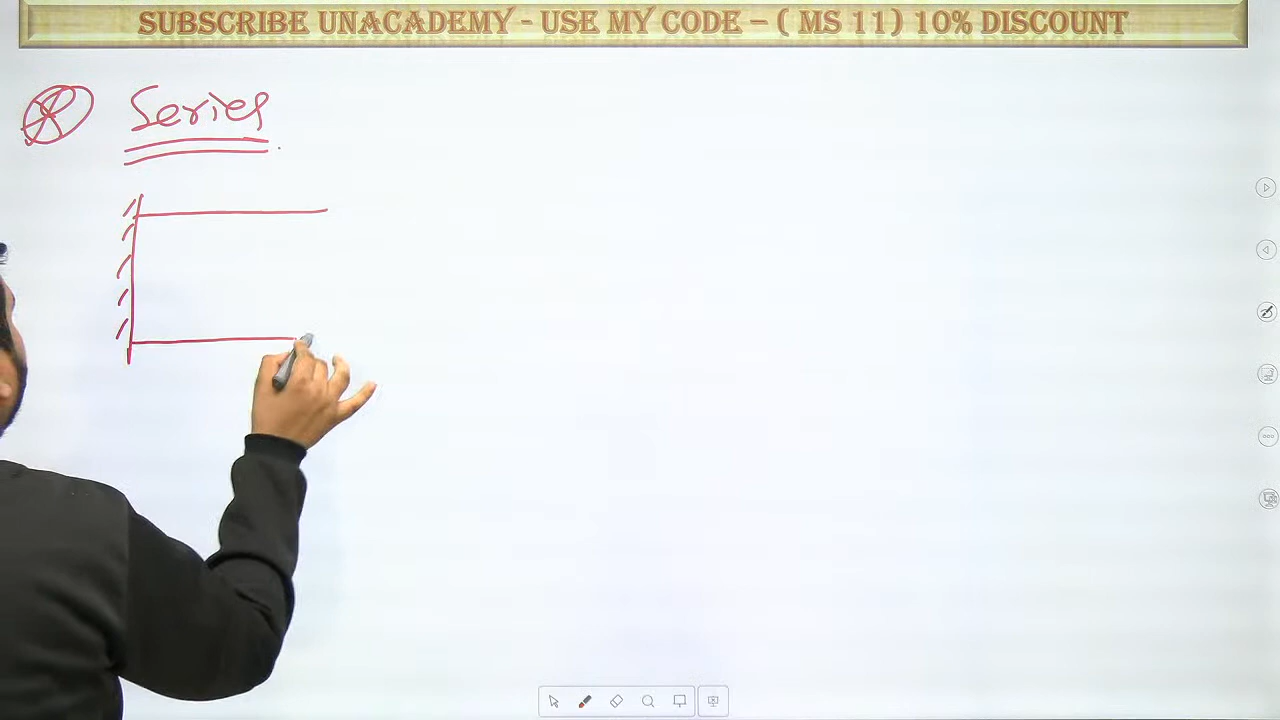 SUBSCRIBE UNACADEMY - USE MY CODE – ( MS 11) 10% DISCOUNT
Series